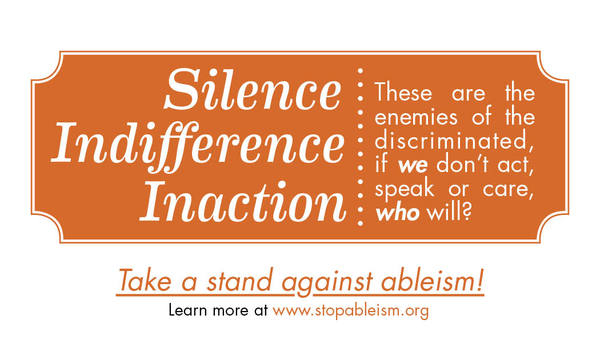 Silence
Indifference
Inaction
These are the
enemies of the
discriminated,
if we don't act,
speak or care,
who will?
Take a stand against ableism!
Learn more at www.stopableism.org